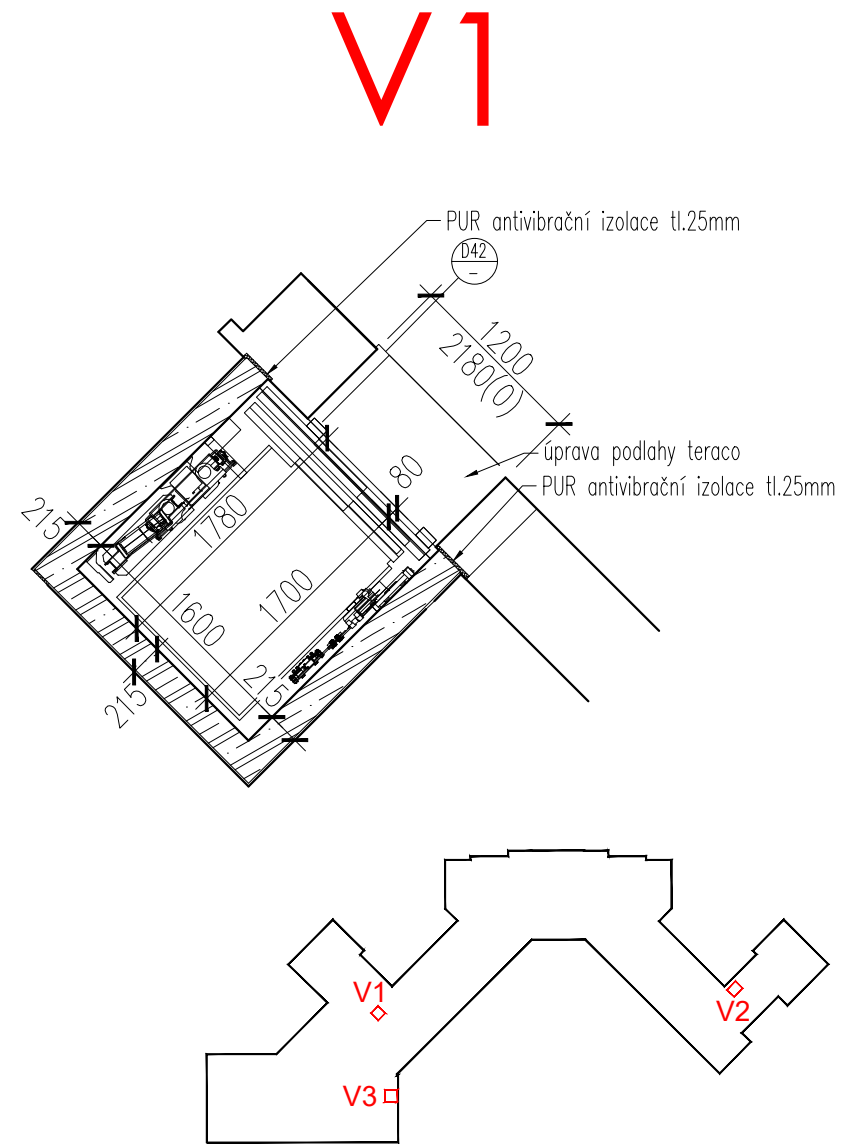 V1
PUR antivibrační izolace tl.25mm
D42
–
1200
2180(0)
úprava podlahy teraco
PUR antivibrační izolace tl.25mm
80
215
1780
1700
1600
215
215
V1
V2
V3